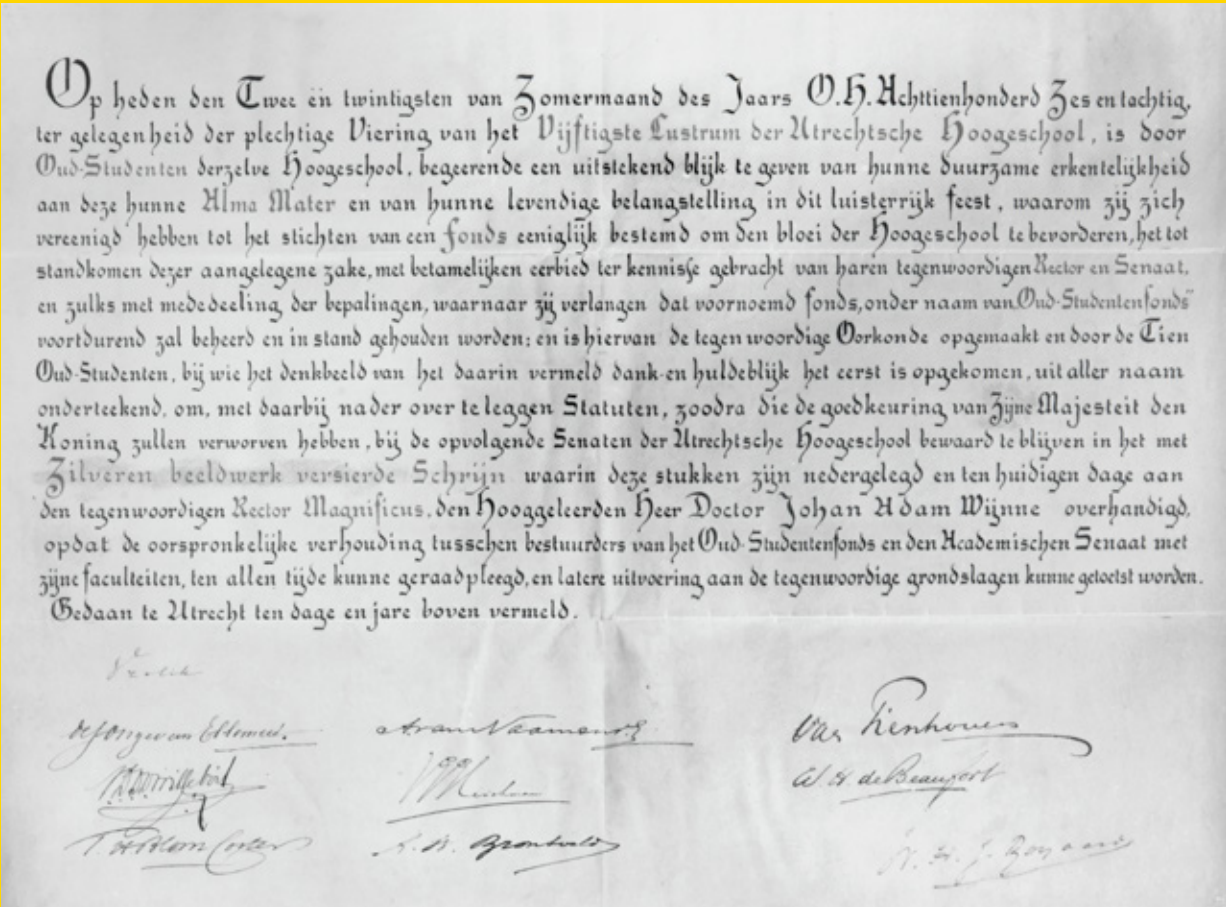 Op heden den Twee ën twintigsten van Zomermaand des Jaars O.H. Achttienhonderd Zes en tachtig,
ter gelegenheid der plechtige Viering van het Vijftigste Lustrum der Utrechtsche Hoogeschool, is door
Oud-Studenten derzelve Hoogeschool, begeerende een uitstekend blijk te geven van hunne duurzame erkentelijkheid
aan deze hunne Alma Mater en van hunne levendige belangstelling in dit luisterrijk feest, waarom zij zich
vereenigd hebben tot het stichten van een fonds eeniglijk bestemd om den bloei der Hoogeschool te bevorderen, het tot
standkomen dezer aangelegene zake, met betamelijken eerbied ter kennisse gebracht van haren tegenwoordigen Rector en Senaat,
en zulks met mededeeling der bepalingen, waarnaar zij verlangen dat voornoemd fonds, onder naam van „Oud-Studentenfonds"
voortdurend zal beheerd en in stand gehouden worden; en is hiervan de tegenwoordige Oorkonde opgemaakt en door de Tien
Oud-Studenten, bij wie het denkbeeld van het daarin vermeld dank-en huldeblijk het eerst is opgekomen, uit aller naam
onderteekend, om, met daarbij nader over te leggen Statuten, zoodra die de goedkeuring van Zijne Majesteit den
Koning zullen verworven hebben, bij de opvolgende Senaten der Utrechtsche Hoogeschool bewaard te blijven in het met
Zilveren beeldwerk versierde Schrijn waarin deze stukken zijn nedergelegd en ten huidigen dage aan
den tegenwoordigen Rector Magnificus, den Hooggeleerden Heer Doctor Johan Adam Wijnne overhandigd,
opdat de oorspronkelijke verhouding tusschen bestuurders van het Oud-Studentenfonds en den Academischen Senaat met
zijne faculteiten, ten allen tijde kunne geraadpleegd, en latere uitvoering aan de tegenwoordige grondslagen kunne getoetst worden.
Gedaan te Utrecht ten dage en jare boven vermeld.
de Jonge van Ellemeet. van Naamen Van Tienhoven
W. H. de Beaufort